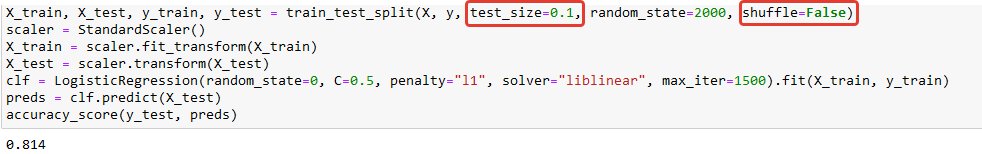 X_train, X_test, y_train, y_test = train_test_split(X, y, test_size=0.1, random_state=2000, shuffle=False)
scaler = StandardScaler()
X_train = scaler.fit_transform(X_train)
X_test = scaler.transform(X_test)
clf = LogisticRegression(random_state=0, C=0.5, penalty="l1", solver="liblinear", max_iter=1500).fit(X_train, y_train)
preds = clf.predict(X_test)
accuracy_score(y_test, preds)
0.814